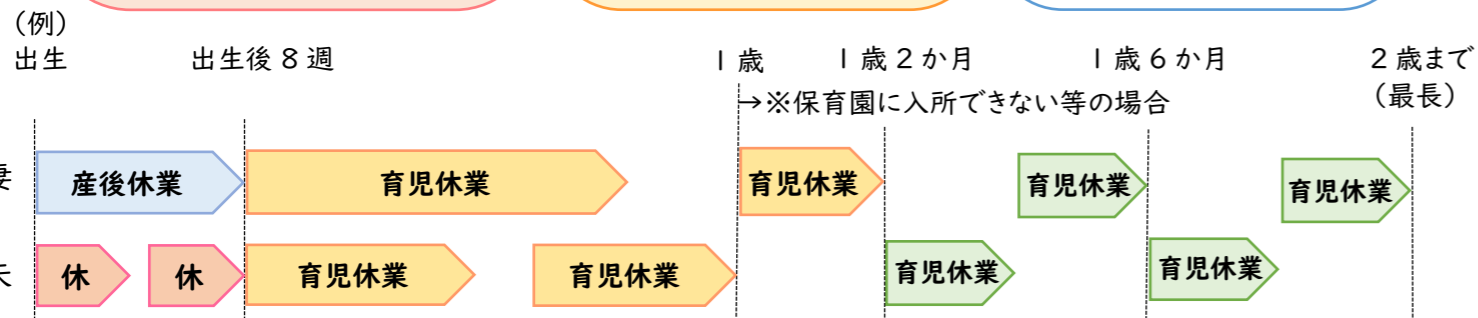 （例）
出生 出生後８週 １歳 １歳２か月 １歳６か月 ２歳まで
（最長）
→※保育園に入所できない等の場合
妻 産後休業 育児休業 育児休業 育児休業 育児休業
夫 休 休 育児休業 育児休業 育児休業 育児休業